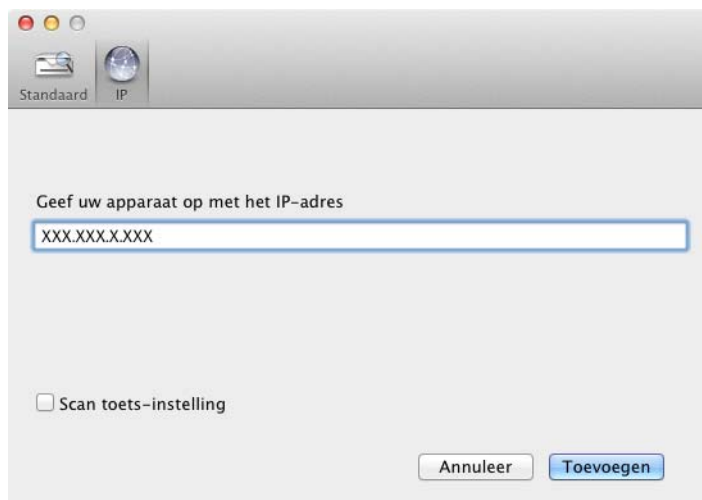 Standaard IP
Geef uw apparaat op met het IP-adres
XXX.XXX.X.XXX
Scan toets-instelling
Annuleer Toevoegen